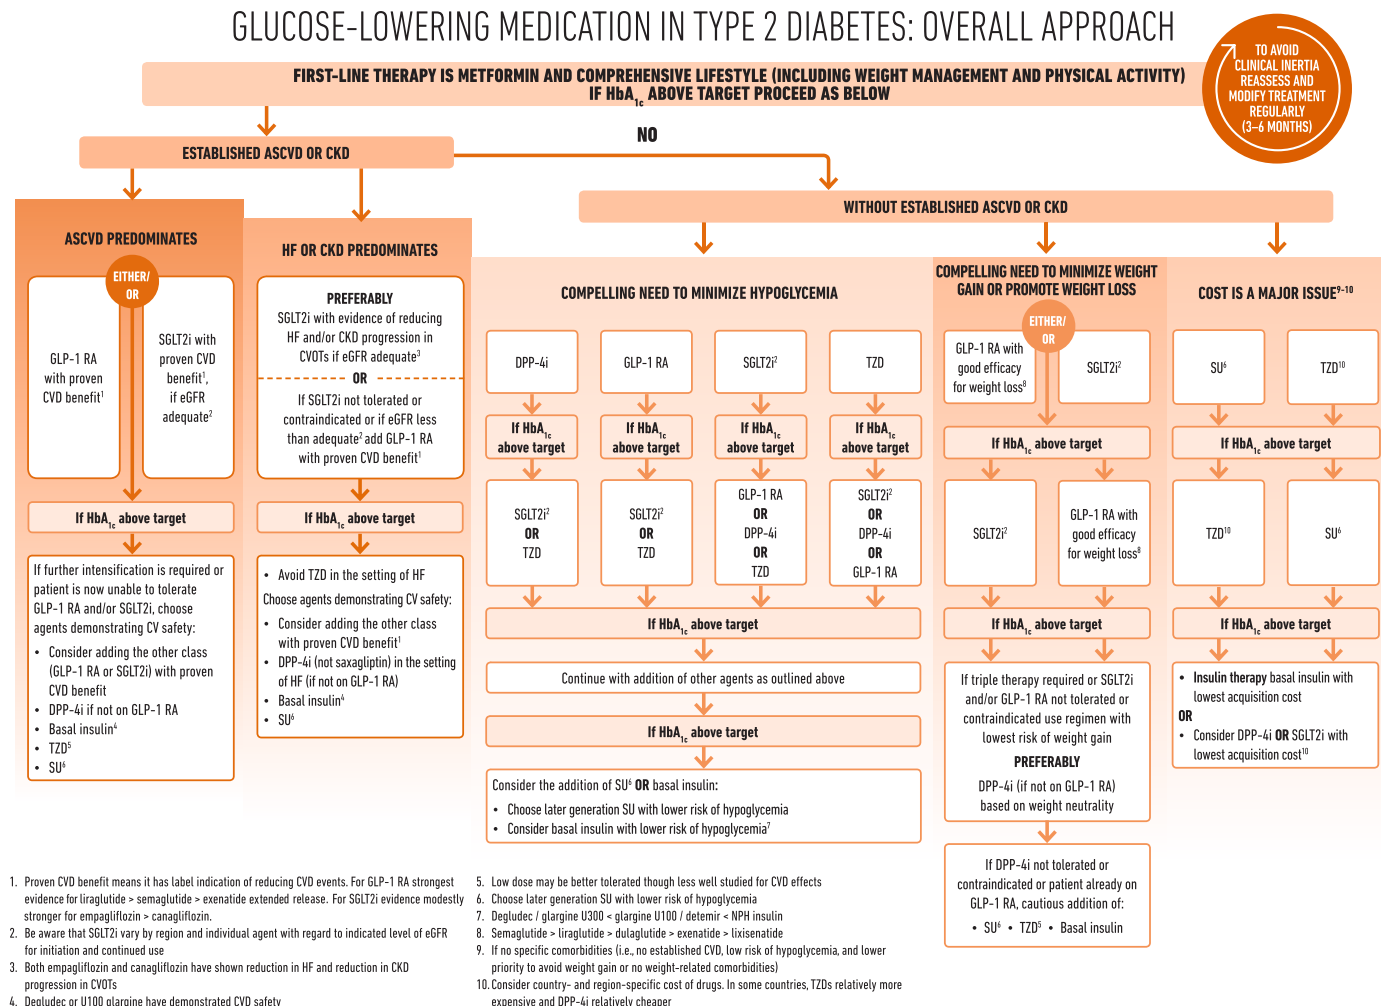 GLUCOSE-LOWERING MEDICATION IN TYPE 2 DIABETES: OVERALL APPROACH
TO AVOID
CLINICAL INERTIA
REASSESS AND
MODIFY TREATMENT
REGULARLY
(3–6 MONTHS)
FIRST-LINE THERAPY IS METFORMIN AND COMPREHENSIVE LIFESTYLE (INCLUDING WEIGHT MANAGEMENT AND PHYSICAL ACTIVITY)
IF HbA1c ABOVE TARGET PROCEED AS BELOW
NO
ESTABLISHED ASCVD OR CKD
WITHOUT ESTABLISHED ASCVD OR CKD
ASCVD PREDOMINATES
EITHER/
OR
GLP-1 RA
with proven
CVD benefit1
SGLT2i with
proven CVD
benefit1,
if eGFR
adequate2
If HbA1c above target
If further intensification is required or
patient is now unable to tolerate
GLP-1 RA and/or SGLT2i, choose
agents demonstrating CV safety:
• Consider adding the other class
(GLP-1 RA or SGLT2i) with proven
CVD benefit
• DPP-4i if not on GLP-1 RA
• Basal insulin4
• TZD5
• SU6
HF OR CKD PREDOMINATES
PREFERABLY
SGLT2i with evidence of reducing
HF and/or CKD progression in
CVOTs if eGFR adequate3
OR
If SGLT2i not tolerated or
contraindicated or if eGFR less
than adequate2 add GLP-1 RA
with proven CVD benefit1
If HbA1c above target
• Avoid TZD in the setting of HF
Choose agents demonstrating CV safety:
• Consider adding the other class
with proven CVD benefit1
• DPP-4i (not saxagliptin) in the setting
of HF (if not on GLP-1 RA)
• Basal insulin4
• SU6
COMPELLING NEED TO MINIMIZE HYPOGLYCEMIA
DPP-4i
If HbA1c
above target
SGLT2i2
OR
TZD
GLP-1 RA
If HbA1c
above target
SGLT2i2
OR
TZD
SGLT2i2
If HbA1c
above target
GLP-1 RA
OR
DPP-4i
OR
TZD
TZD
If HbA1c
above target
SGLT2i2
OR
DPP-4i
OR
GLP-1 RA
If HbA1c above target
Continue with addition of other agents as outlined above
If HbA1c above target
Consider the addition of SU6 OR basal insulin:
• Choose later generation SU with lower risk of hypoglycemia
• Consider basal insulin with lower risk of hypoglycemia7
COMPELLING NEED TO MINIMIZE WEIGHT
GAIN OR PROMOTE WEIGHT LOSS
EITHER/
OR
GLP-1 RA with
good efficacy
for weight loss8
SGLT2i2
If HbA1c above target
SGLT2i2
GLP-1 RA with
good efficacy
for weight loss8
If HbA1c above target
If triple therapy required or SGLT2i
and/or GLP-1 RA not tolerated or
contraindicated use regimen with
lowest risk of weight gain
PREFERABLY
DPP-4i (if not on GLP-1 RA)
based on weight neutrality
If DPP-4i not tolerated or
contraindicated or patient already on
GLP-1 RA, cautious addition of:
• SU6 • TZD5 • Basal insulin
COST IS A MAJOR ISSUE9-10
SU6
TZD10
If HbA1c above target
TZD10
SU6
If HbA1c above target
• Insulin therapy basal insulin with
lowest acquisition cost
OR
• Consider DPP-4i OR SGLT2i with
lowest acquisition cost10
1. Proven CVD benefit means it has label indication of reducing CVD events. For GLP-1 RA strongest
evidence for liraglutide > semaglutide > exenatide extended release. For SGLT2i evidence modestly
stronger for empagliflozin > canagliflozin.
2. Be aware that SGLT2i vary by region and individual agent with regard to indicated level of eGFR
for initiation and continued use
3. Both empagliflozin and canagliflozin have shown reduction in HF and reduction in CKD
progression in CVOTs
4. Degludec or U100 glargine have demonstrated CVD safety
5. Low dose may be better tolerated though less well studied for CVD effects
6. Choose later generation SU with lower risk of hypoglycemia
7. Degludec / glargine U300 < glargine U100 / detemir < NPH insulin
8. Semaglutide > liraglutide > dulaglutide > exenatide > lixisenatide
9. If no specific comorbidities (i.e., no established CVD, low risk of hypoglycemia, and lower
priority to avoid weight gain or no weight-related comorbidities)
10. Consider country- and region-specific cost of drugs. In some countries, TZDs relatively more
expensive and DPP-4i relatively cheaper